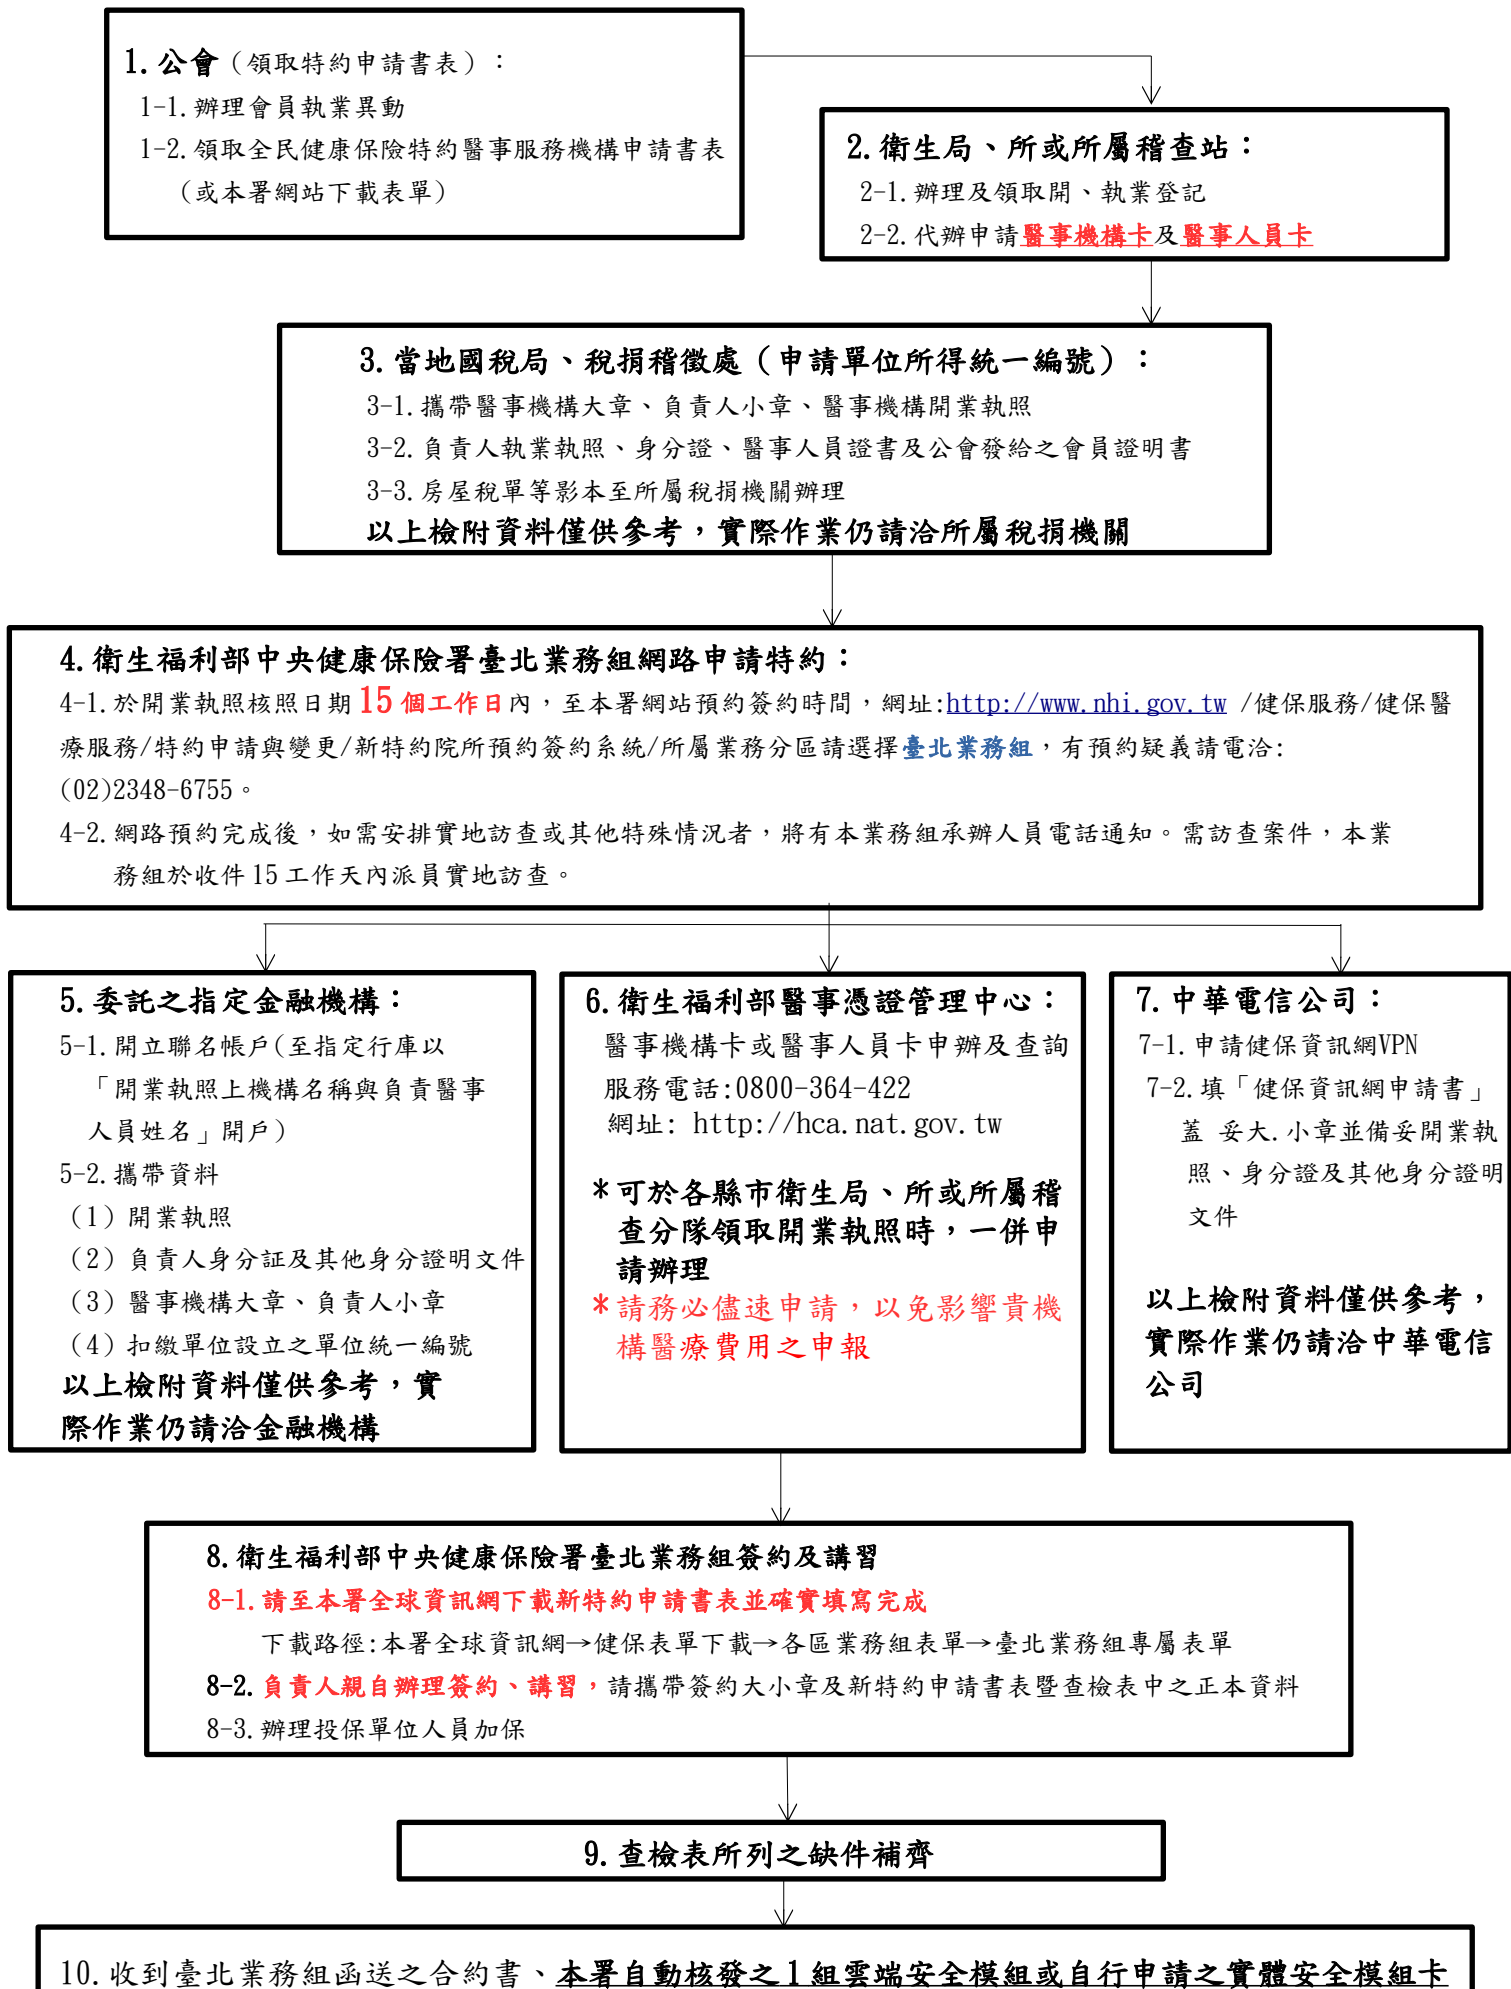 1.公會（領取特約申請書表）：
1-1.辦理會員執業異動
1-2.領取全民健康保險特約醫事服務機構申請書表
（或本署網站下載表單）
2.衛生局、所或所屬稽查站：
2-1.辦理及領取開、執業登記
2-2.代辦申請醫事機構卡及醫事人員卡
3.當地國稅局、稅捐稽徵處（申請單位所得統一編號）：
3-1.攜帶醫事機構大章、負責人小章、醫事機構開業執照
3-2.負責人執業執照、身分證、醫事人員證書及公會發給之會員證明書
3-3.房屋稅單等影本至所屬稅捐機關辦理
以上檢附資料僅供參考，實際作業仍請洽所屬稅捐機關
4.衛生福利部中央健康保險署臺北業務組網路申請特約：
4-1.於開業執照核照日期15個工作日內，至本署網站預約簽約時間，網址:http://www.nhi.gov.tw /健保服務/健保醫
療服務/特約申請與變更/新特約院所預約簽約系統/所屬業務分區請選擇臺北業務組，有預約疑義請電洽:
(02)2348-6755。
4-2.網路預約完成後，如需安排實地訪查或其他特殊情況者，將有本業務組承辦人員電話通知。需訪查案件，本業
務組於收件15工作天內派員實地訪查。
5.委託之指定金融機構：
5-1.開立聯名帳戶(至指定行庫以
「開業執照上機構名稱與負責醫事
人員姓名」開戶)
5-2.攜帶資料
（1）開業執照
（2）負責人身分証及其他身分證明文件
（3）醫事機構大章、負責人小章
（4）扣繳單位設立之單位統一編號
以上檢附資料僅供參考，實
際作業仍請洽金融機構
6.衛生福利部醫事憑證管理中心：
醫事機構卡或醫事人員卡申辦及查詢
服務電話:0800-364-422
網址: http://hca.nat.gov.tw
*可於各縣市衛生局、所或所屬稽
查分隊領取開業執照時，一併申
請辦理
*請務必儘速申請，以免影響貴機
構醫療費用之申報
7.中華電信公司：
7-1.申請健保資訊網VPN
7-2.填「健保資訊網申請書」
蓋 妥大.小章並備妥開業執
照、身分證及其他身分證明
文件
以上檢附資料僅供參考，
實際作業仍請洽中華電信
公司
8.衛生福利部中央健康保險署臺北業務組簽約及講習
8-1.請至本署全球資訊網下載新特約申請書表並確實填寫完成
下載路徑:本署全球資訊網→健保表單下載→各區業務組表單→臺北業務組專屬表單
8-2.負責人親自辦理簽約、講習，請攜帶簽約大小章及新特約申請書表暨查檢表中之正本資料
8-3.辦理投保單位人員加保
9.查檢表所列之缺件補齊
10.收到臺北業務組函送之合約書、本署自動核發之1組雲端安全模組或自行申請之實體安全模組卡